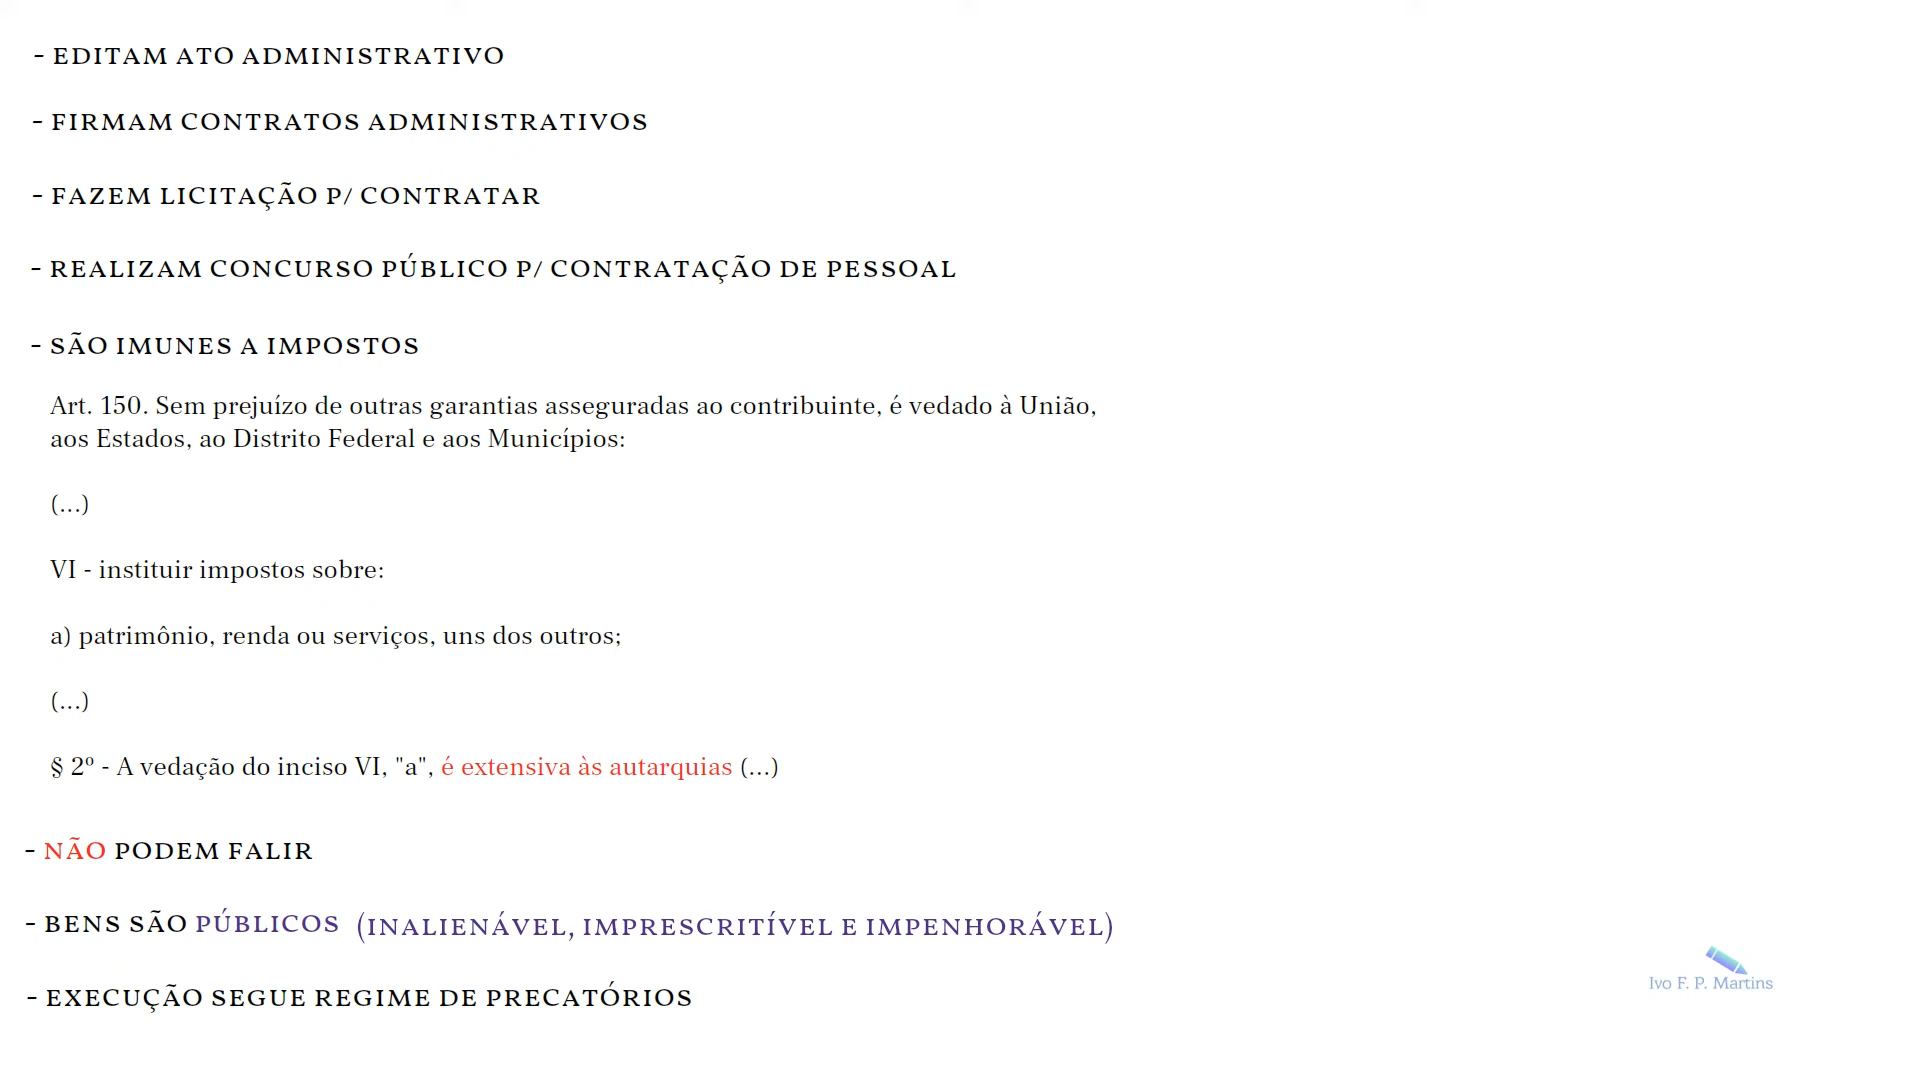 - EDITAM ATO ADMINISTRATIVO
- FIRMAM CONTRATOS ADMINISTRATIVOS
- FAZEM LICITAÇÃO P/ CONTRATAR
- REALIZAM CONCURSO PÚBLICO P/ CONTRATAÇÃO DE PESSOAL
- SÃO IMUNES A IMPOSTOS
Art. 150. Sem prejuízo de outras garantias asseguradas ao contribuinte, é vedado à União,
aos Estados, ao Distrito Federal e aos Municípios:
(...)
VI - instituir impostos sobre:
a) patrimônio, renda ou serviços, uns dos outros;
(...)
§ 2º - A vedação do inciso VI, "a", é extensiva às autarquias (...)
- NÃO PODEM FALIR
- BENS SÃO PÚBLICOS (INALIENÁVEL, IMPRESCRITÍVEL E IMPENHORÁVEL)
- EXECUÇÃO SEGUE REGIME DE PRECATÓRIOS
Ivo F. P. Martins